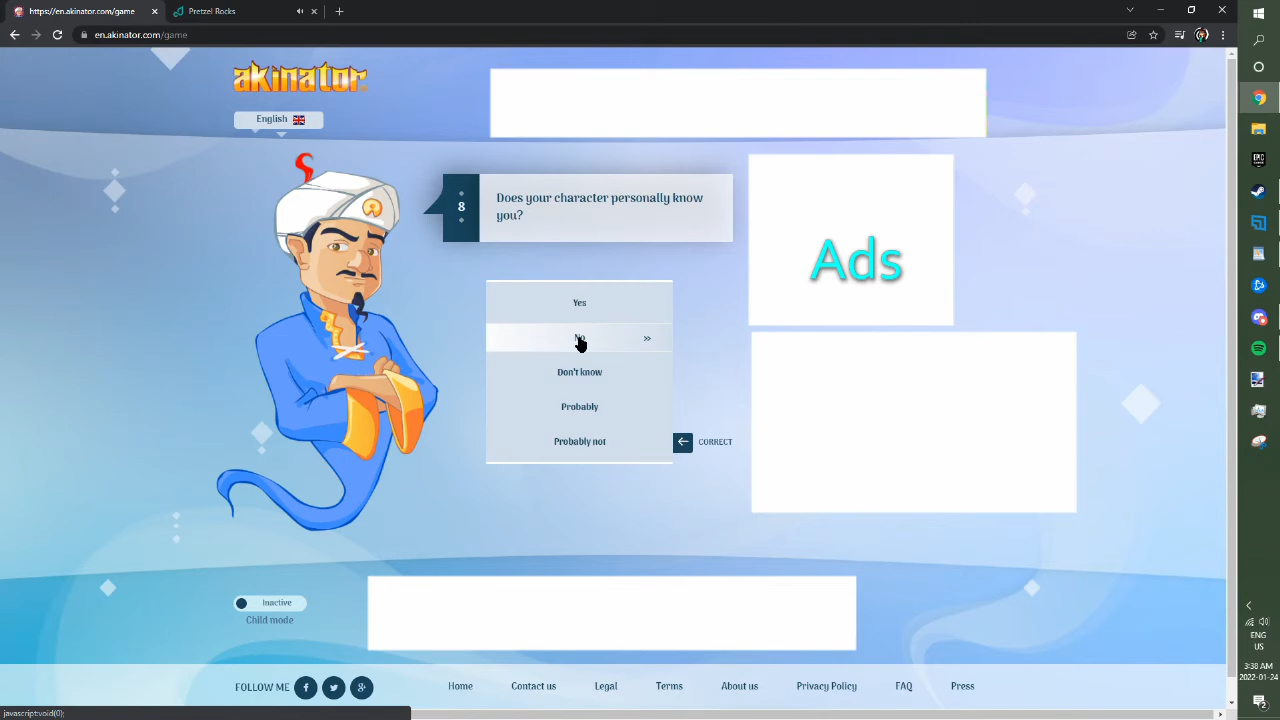 https://en.akinator.com/game
Pretzel Rocks
en.akinator.com/game
akinator
English
8
Does your character personally know
you?
Yes
No
Don't know
Probably
Probably not
CORRECT
Ads
Inactive
Child mode
FOLLOW ME
Home
Contact us
Legal
Terms
About us
Privacy Policy
FAQ
Press
javascript:void(0);
EPIC
ENG
US
3:38 AM
2022-01-24